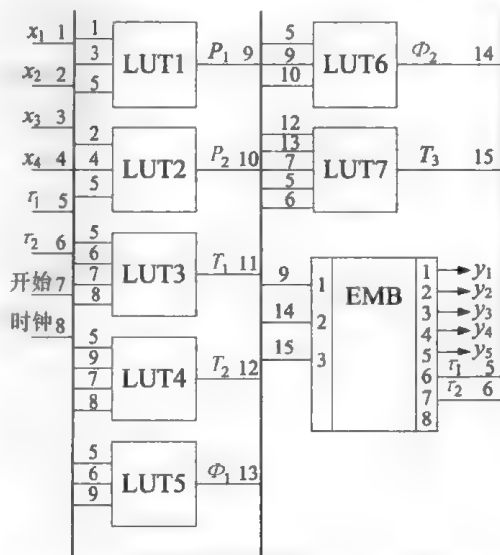 x₁ 1
x₂ 2
x₃ 3
x₄ 4
τ₁ 5
τ₂ 6
开始 7
时钟 8
1
3
5
LUT1
P₁ 9
2
4
5
LUT2
P₂ 10
5
6
7
8
LUT3
T₁ 11
5
9
7
8
LUT4
T₂ 12
5
6
9
LUT5
Φ₁ 13
5
9
10
LUT6
Φ₂ 14
12
13
7
5
6
LUT7
T₃ 15
9 1
14 2
15 3
EMB
1 y₁
2 y₂
3 y₃
4 y₄
5 y₅
6 τ₁ 5
7 τ₂ 6
8